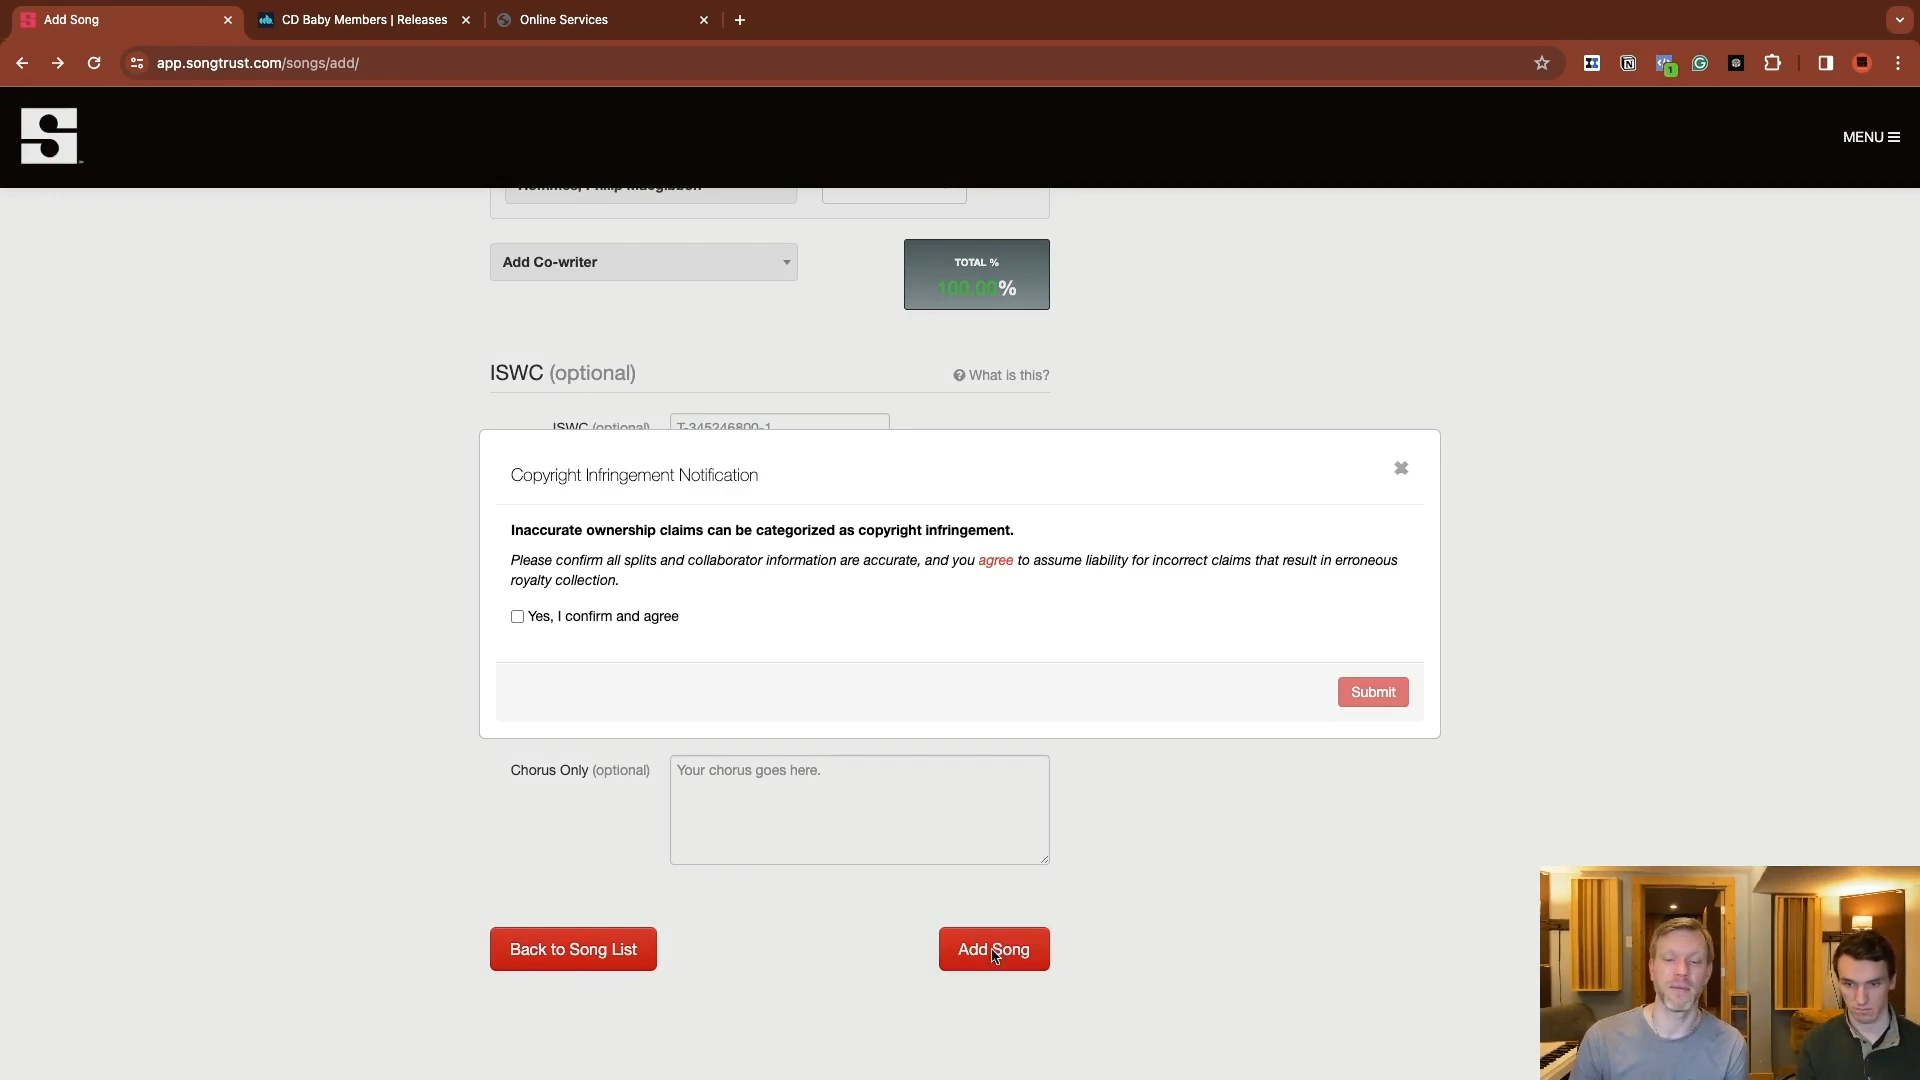 Add Song
CD Baby Members | Releases
Online Services
app.songtrust.com/songs/add/
1
MENU
Add Co-writer
TOTAL %
100.00%
ISWC (optional)
What is this?
ISWC (optional)
T-345246800-1
Copyright Infringement Notification
Inaccurate ownership claims can be categorized as copyright infringement.
Please confirm all splits and collaborator information are accurate, and you agree to assume liability for incorrect claims that result in erroneous
royalty collection.
Yes, I confirm and agree
Submit
Chorus Only (optional)
Your chorus goes here.
Back to Song List
Add Song